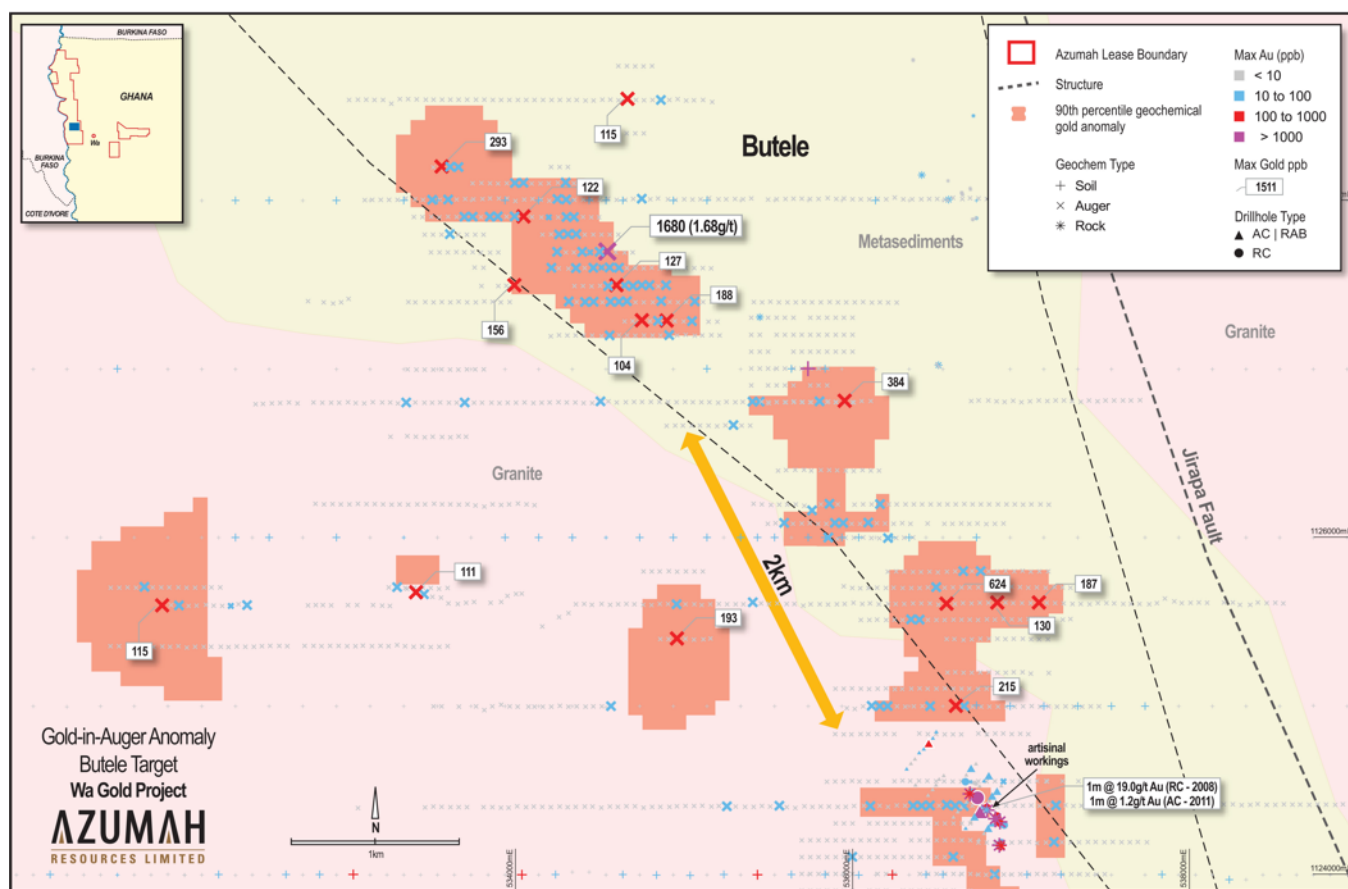 BURKINA FASO
GHANA
Wa
BURKINA
FASO
COTE D'IVORE
Azumah Lease Boundary
Structure
90th percentile geochemical
gold anomaly
Geochem Type
Soil
Auger
Rock
Max Au (ppb)
< 10
10 to 100
100 to 1000
> 1000
Max Gold ppb
1511
Drillhole Type
AC | RAB
RC
Butele
115
293
122
1680 (1.68g/t)
Metasediments
127
188
156
104
Granite
384
Granite
Jirapa Fault
2km
1126000m
111
624
187
193
130
115
215
artisinal
workings
1m @ 19.0g/t Au (RC - 2008)
1m @ 1.2g/t Au (AC - 2011)
Gold-in-Auger Anomaly
Butele Target
Wa Gold Project
AZUMAH
RESOURCES LIMITED
N
1km
534000mE
536000mE
538000mE
1124000m